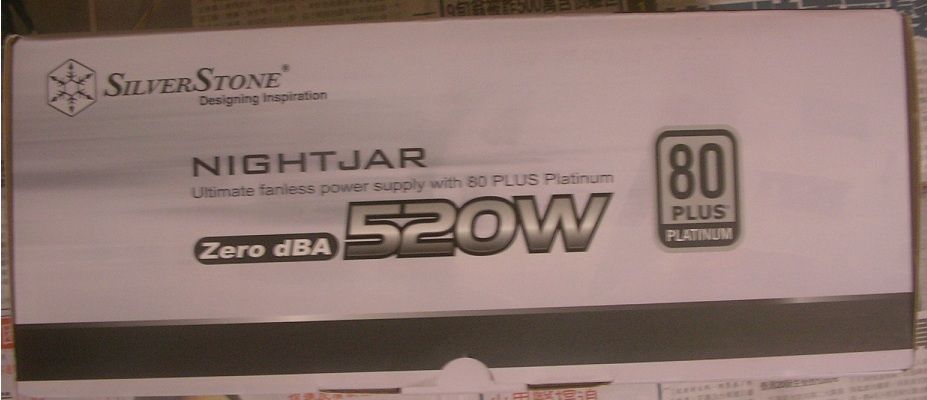 SILVERSTONE®
Designing Inspiration
NIGHTJAR
Ultimate fanless power supply with 80 PLUS Platinum
Zero dBA 520W
80
PLUS®
PLATINUM